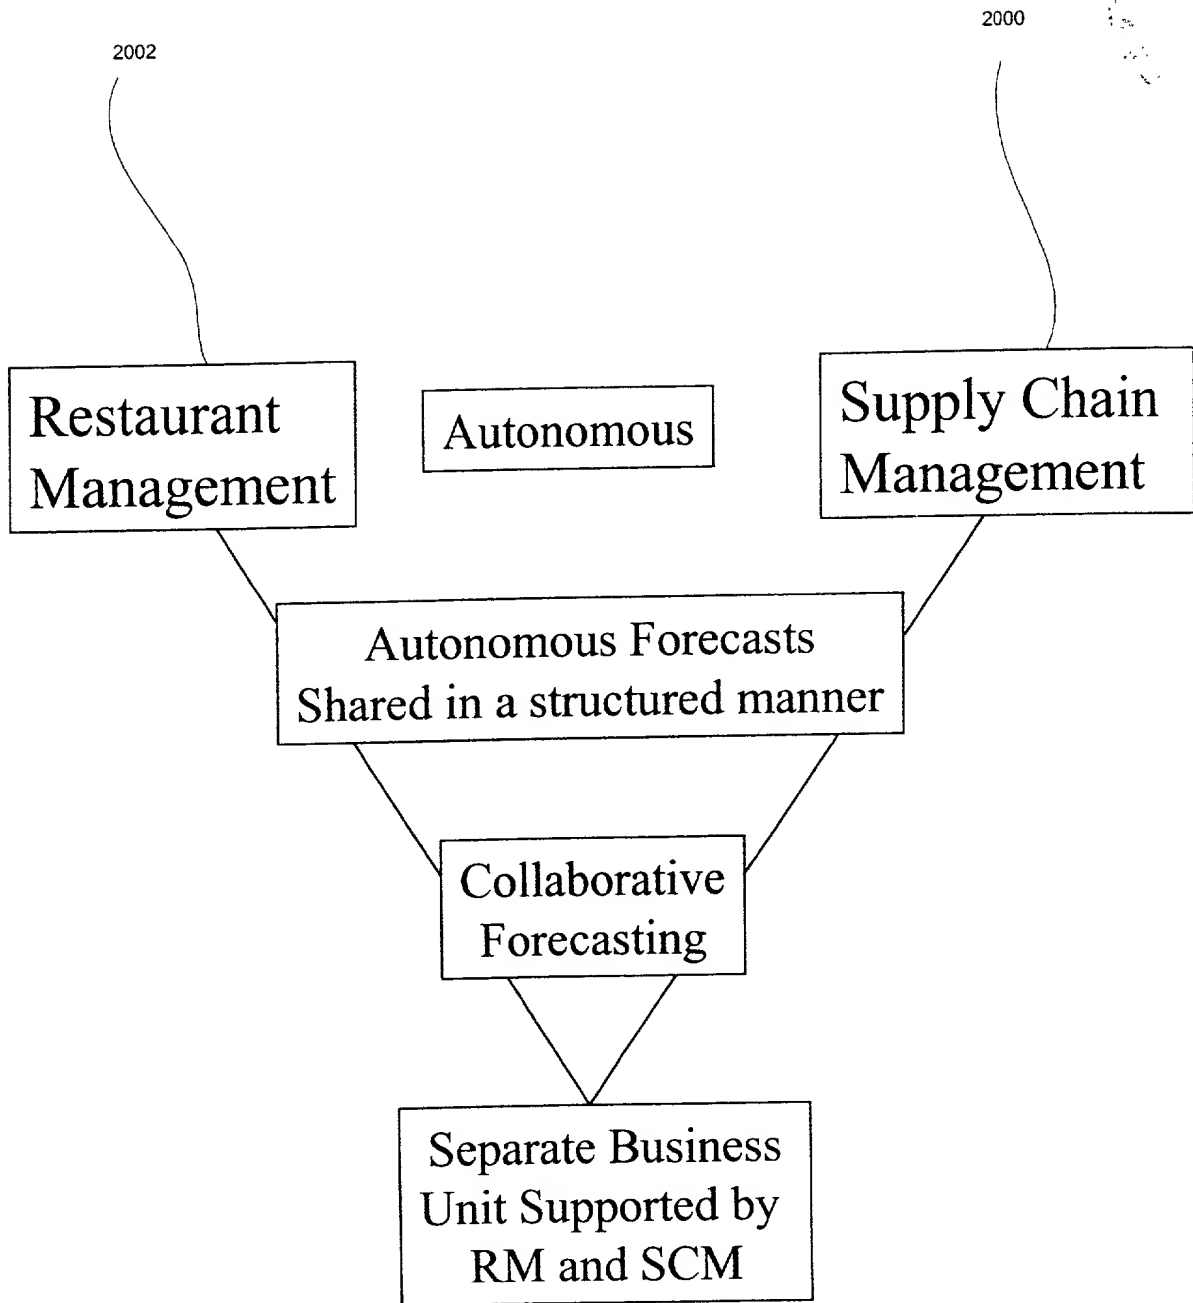 2002
2000
Restaurant
Management
Autonomous
Supply Chain
Management
Autonomous Forecasts
Shared in a structured manner
Collaborative
Forecasting
Separate Business
Unit Supported by
RM and SCM